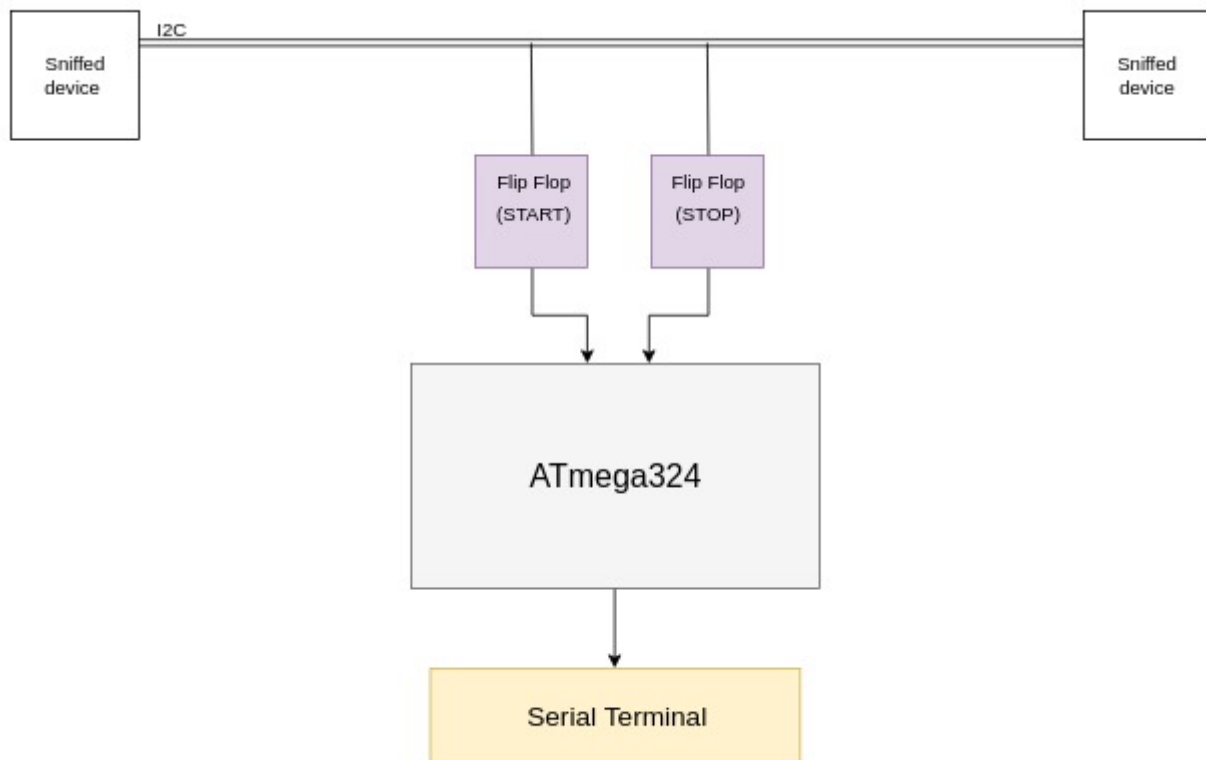 I2C
Sniffed
device
Sniffed
device
Flip Flop
(START)
Flip Flop
(STOP)
ATmega324
Serial Terminal